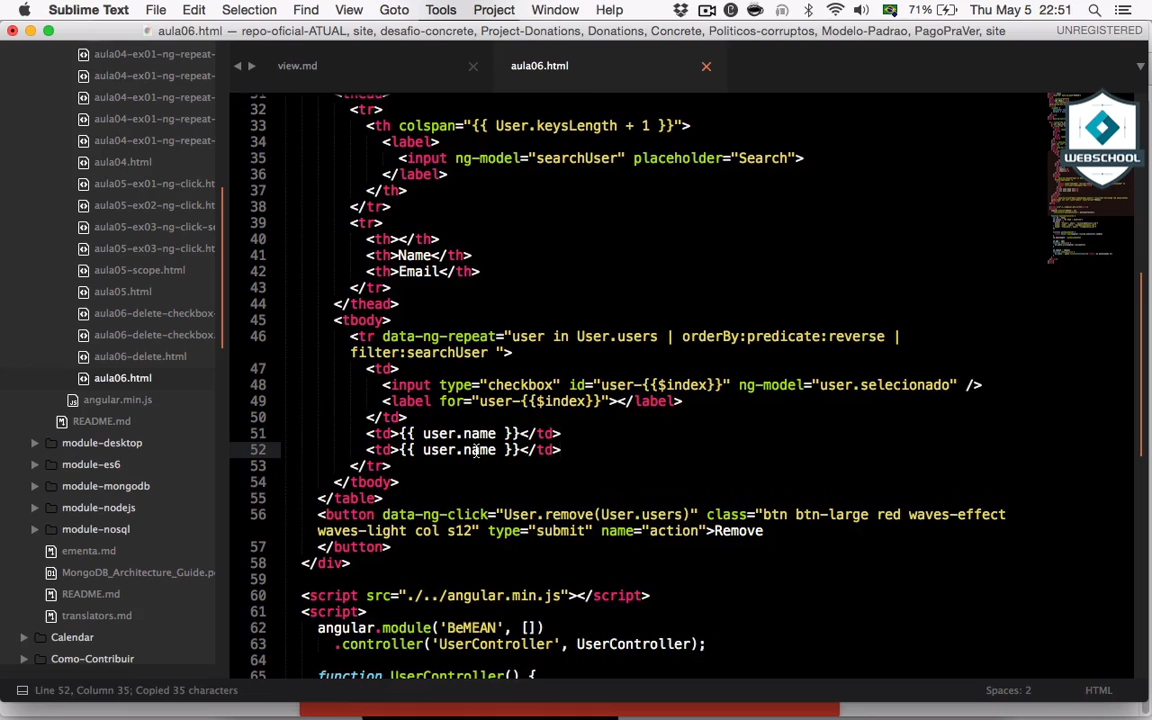 Sublime Text File Edit Selection Find View Goto Tools Project Window Help 71% Thu May 5 22:51
aula06.html — repo-oficial-ATUAL, site, desafio-concrete, Project-Donations, Donations, Concrete, Politicos-corruptos, Modelo-Padrao, PagoPraVer, site UNREGISTERED
view.md aula06.html
aula04-ex01-ng-repeat-
aula04-ex01-ng-repeat-
aula04-ex01-ng-repeat-
aula04-ex01-ng-repeat-
aula04-ex01-ng-repeat-
aula04.html
aula05-ex01-ng-click.ht
aula05-ex02-ng-click.ht
aula05-ex03-ng-click-s
aula05-ex03-ng-click.ht
aula05-scope.html
aula05.html
aula06-delete-checkbox-
aula06-delete-checkbox.
aula06-delete.html
aula06.html
angular.min.js
README.md
module-desktop
module-es6
module-mongodb
module-nodejs
module-nosql
ementa.md
MongoDB_Architecture_Guide.p
README.md
translators.md
Calendar
Como-Contribuir
31 <thead>
32 <tr>
33 <th colspan="{{ User.keysLength + 1 }}">
34 <label>
35 <input ng-model="searchUser" placeholder="Search">
36 </label>
37 </th>
38 </tr>
39 <tr>
40 <th></th>
41 <th>Name</th>
42 <th>Email</th>
43 </tr>
44 </thead>
45 <tbody>
46 <tr data-ng-repeat="user in User.users | orderBy:predicate:reverse |
filter:searchUser ">
47 <td>
48 <input type="checkbox" id="user-{{$index}}" ng-model="user.selecionado" />
49 <label for="user-{{$index}}"></label>
50 </td>
51 <td>{{ user.name }}</td>
52 <td>{{ user.name }}</td>
53 </tr>
54 </tbody>
55 </table>
56 <button data-ng-click="User.remove(User.users)" class="btn btn-large red waves-effect
waves-light col s12" type="submit" name="action">Remove
57 </button>
58 </div>
59
60 <script src="./../angular.min.js"></script>
61 <script>
62 angular.module('BeMEAN', [])
63 .controller('UserController', UserController);
64
65 function UserController() {
WEBSCHOOL
Line 52, Column 35; Copied 35 characters Spaces: 2 HTML